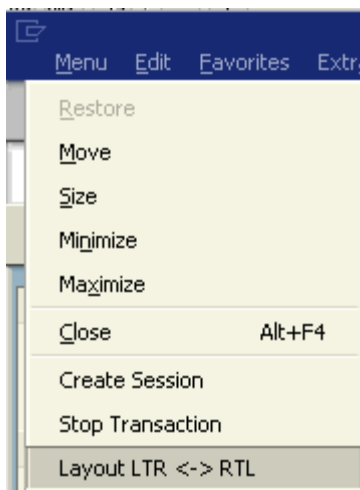 Menu Edit Favorites Extr
Restore
Move
Size
Minimize
Maximize
Close Alt+F4
Create Session
Stop Transaction
Layout LTR <-> RTL